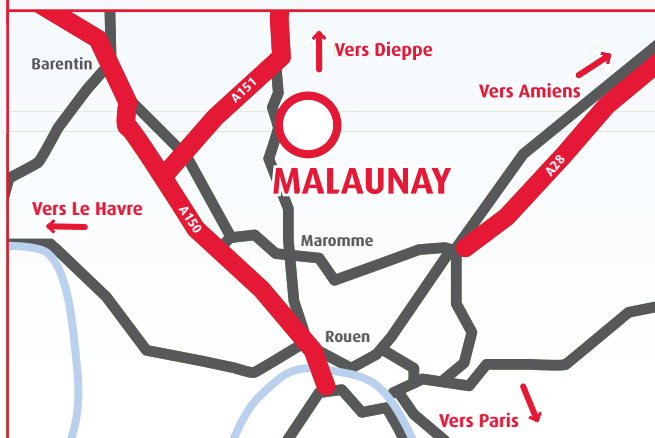 Vers Dieppe
Barentin
A151
Vers Amiens
A28
MALAUNAY
Vers Le Havre
A150
Maromme
Rouen
Vers Paris